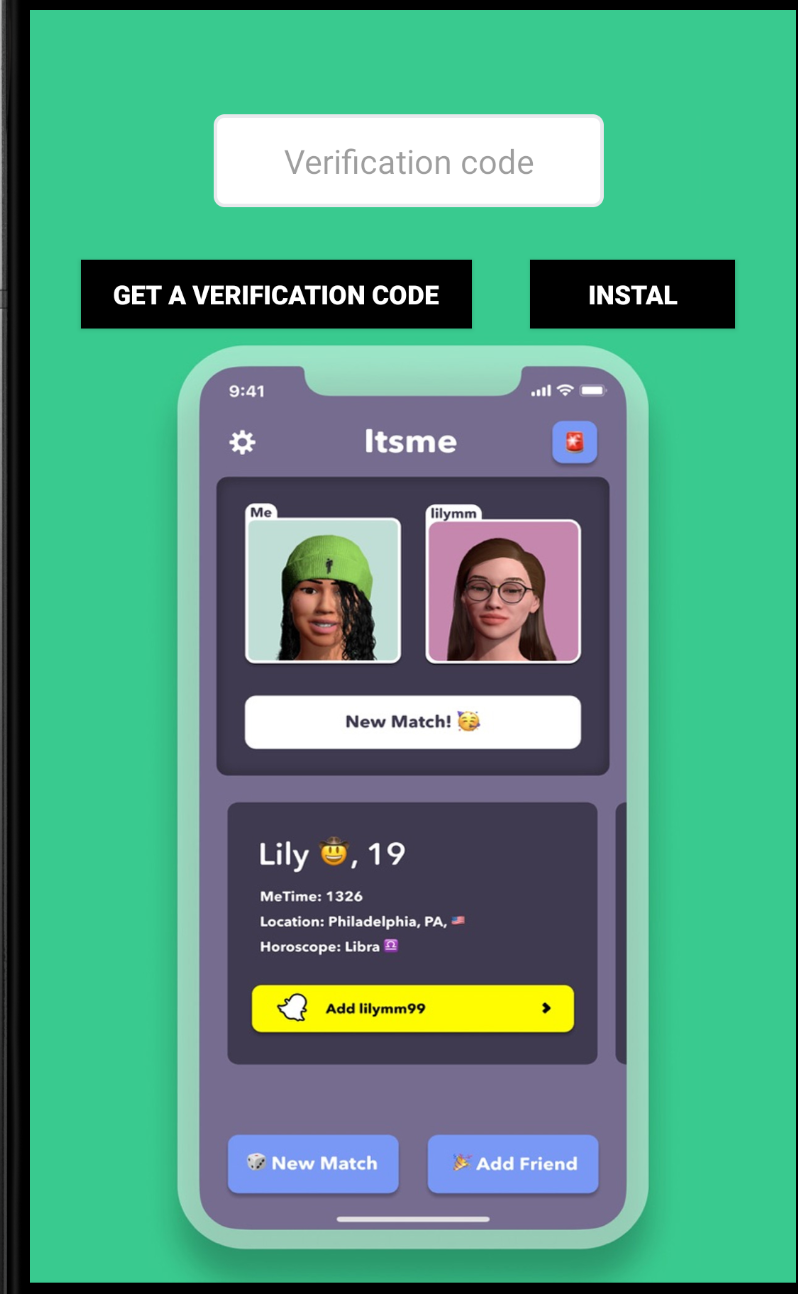 Verification code
GET A VERIFICATION CODE
INSTAL
9:41
Itsme
Me
lilymm
New Match! 🥳
Lily 🤠, 19
MeTime: 1326
Location: Philadelphia, PA, 🇺🇸
Horoscope: Libra ♎
Add lilymm99
🎲 New Match
🎉 Add Friend